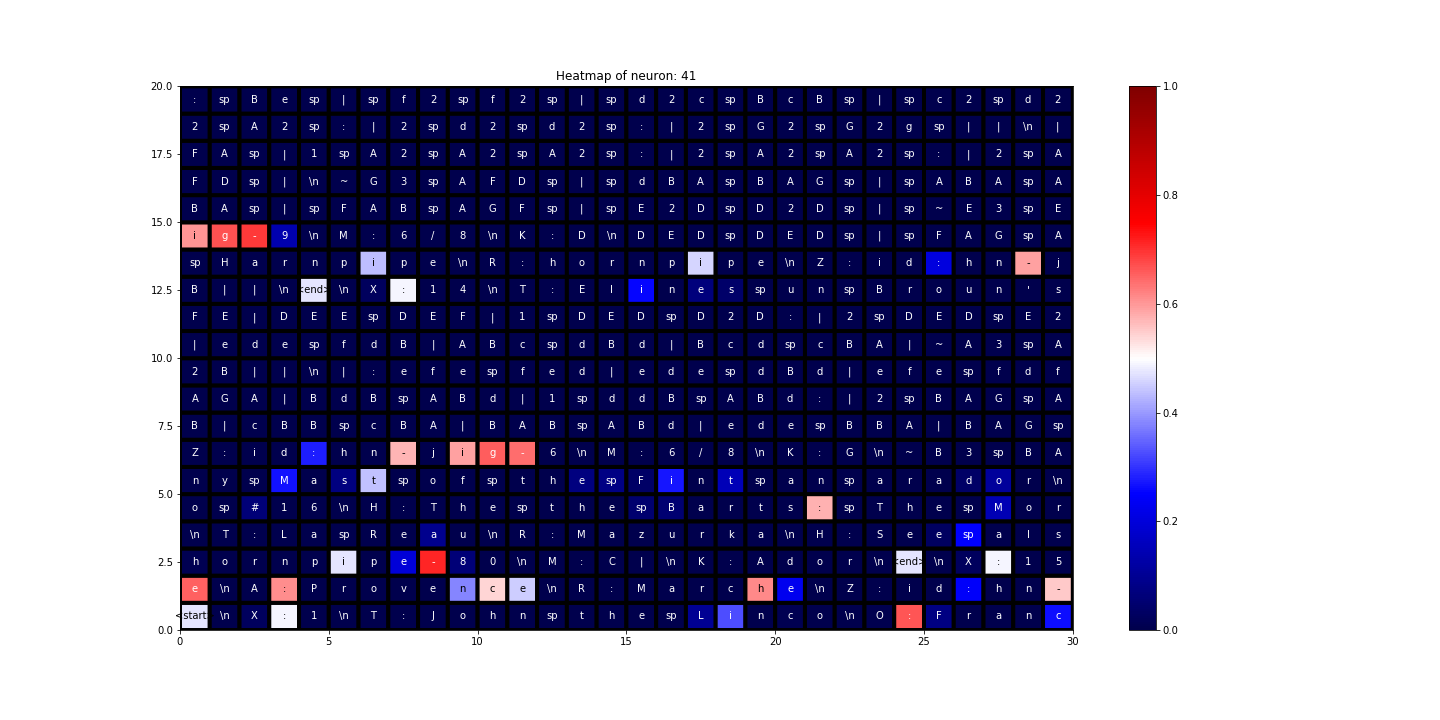 Heatmap of neuron: 41
20.0 : sp B e sp | sp f 2 sp f 2 sp | sp d 2 c sp B c B sp | sp c 2 sp d 2 1.0
2 sp A 2 sp : | 2 sp d 2 sp d 2 sp : | 2 sp G 2 sp G 2 g sp | | \n |
17.5 F A sp | 1 sp A 2 sp A 2 sp A 2 sp : | 2 sp A 2 sp A 2 sp : | 2 sp A
F D sp | \n ~ G 3 sp A F D sp | sp d B A sp B A G sp | sp A B A sp A 0.8
15.0 B A sp | sp F A B sp A G F sp | sp E 2 D sp D 2 D sp | sp ~ E 3 sp E
i g - 9 \n M : 6 / 8 \n K : D \n D E D sp D E D sp | sp F A G sp A
sp H a r n p i p e \n R : h o r n p i p e \n Z : i d : h n - j 0.6
12.5 B | | \n <end> \n X : 1 4 \n T : E l i n e s sp u n sp B r o u n ' s
F E | D E E sp D E F | 1 sp D E D sp D 2 D : | 2 sp D E D sp E 2
10.0 | e d e sp f d B | A B c sp d B d | B c d sp c B A | ~ A 3 sp A
2 B | | \n | : e f e sp f e d | e d e sp d B d | e f e sp f d f 0.4
A G A | B d B sp A B d | 1 sp d d B sp A B d : | 2 sp B A G sp A
7.5 B | c B B sp c B A | B A B sp A B d | e d e sp B B A | B A G sp
Z : i d : h n - j i g - 6 \n M : 6 / 8 \n K : G \n ~ B 3 sp B A
5.0 n y sp M a s t sp o f sp t h e sp F i n t sp a n sp a r a d o r \n
o sp # 1 6 \n H : T h e sp t h e sp B a r t s : sp T h e sp M o r 0.2
\n T : L a sp R e a u \n R : M a z u r k a \n H : S e e sp a l s
2.5 h o r n p i p e - 8 0 \n M : C | \n K : A d o r \n <end> \n X : 1 5
e \n A : P r o v e n c e \n R : M a r c h e \n Z : i d : h n -
0.0 <start \n X : 1 \n T : J o h n sp t h e sp L i n c o \n O : F r a n c 0.0
0 5 10 15 20 25 30